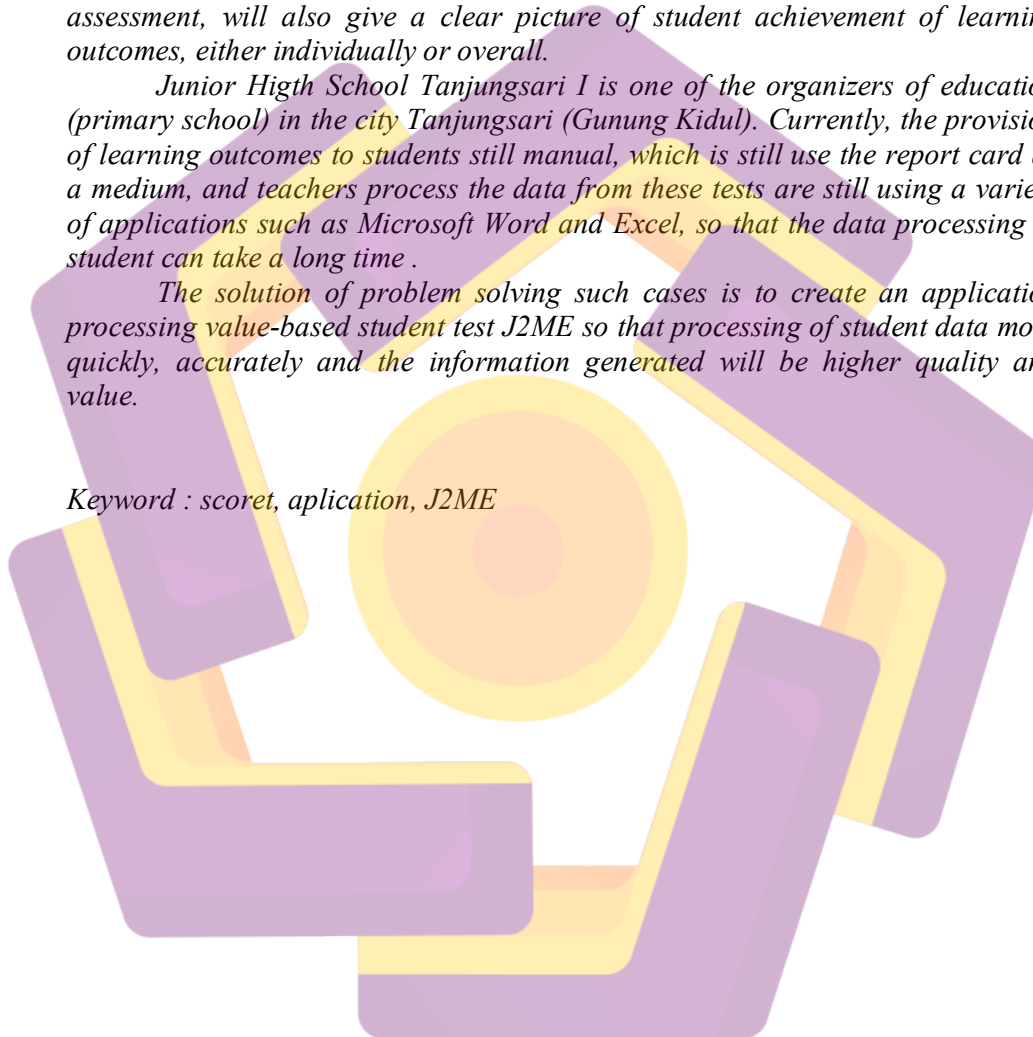 assessment, will also give a clear picture of student achievement of learnin
outcomes, either individually or overall.
Junior Higth School Tanjungsari I is one of the organizers of educatio
(primary school) in the city Tanjungsari (Gunung Kidul). Currently, the provisio
of learning outcomes to students still manual, which is still use the report card
a medium, and teachers process the data from these tests are still using a varie
of applications such as Microsoft Word and Excel, so that the data processing
student can take a long time .
The solution of problem solving such cases is to create an applicatio
processing value-based student test J2ME so that processing of student data mo
quickly, accurately and the information generated will be higher quality an
value.
Keyword : scoret, aplication, J2ME